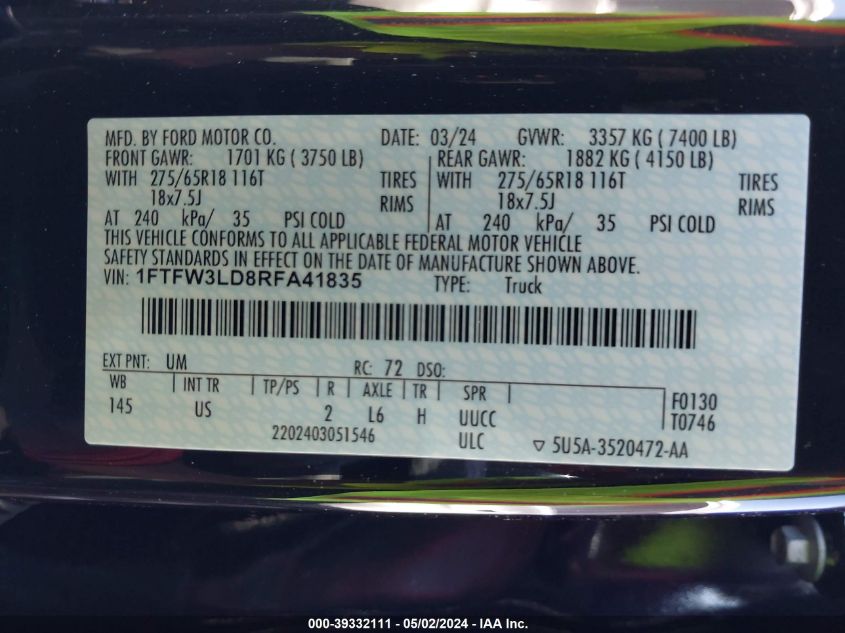 MFD. BY FORD MOTOR CO. DATE: 03/24 GVWR: 3357 KG ( 7400 LB)
FRONT GAWR: 1701 KG ( 3750 LB) REAR GAWR: 1882 KG ( 4150 LB)
WITH 275/65R18 116T TIRES WITH 275/65R18 116T TIRES
18x7.5J RIMS 18x7.5J RIMS
AT 240 kPa/ 35 PSI COLD AT 240 kPa/ 35 PSI COLD
THIS VEHICLE CONFORMS TO ALL APPLICABLE FEDERAL MOTOR VEHICLE
SAFETY STANDARDS IN EFFECT ON THE DATE OF MANUFACTURE SHOWN ABOVE.
VIN: 1FTFW3LD8RFA41835 TYPE: Truck
EXT PNT: UM RC: 72 DSO:
WB INT TR TP/PS R AXLE TR SPR F0130
145 US 2 L6 H UUCC T0746
2202403051546 ULC ▽ 5U5A-3520472-AA
000-39332111 - 05/02/2024 - IAA Inc.